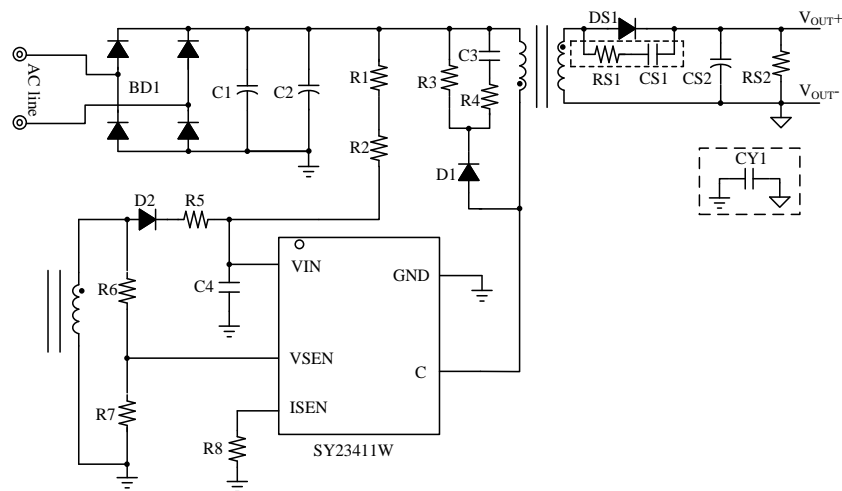 DS1
VOUT+
AC line
BD1
C1
C2
R1
R3
C3
R4
RS1
CS1
CS2
RS2
VOUT-
R2
D1
CY1
D2
R5
VIN
GND
C4
R6
VSEN
C
R7
ISEN
R8
SY23411W